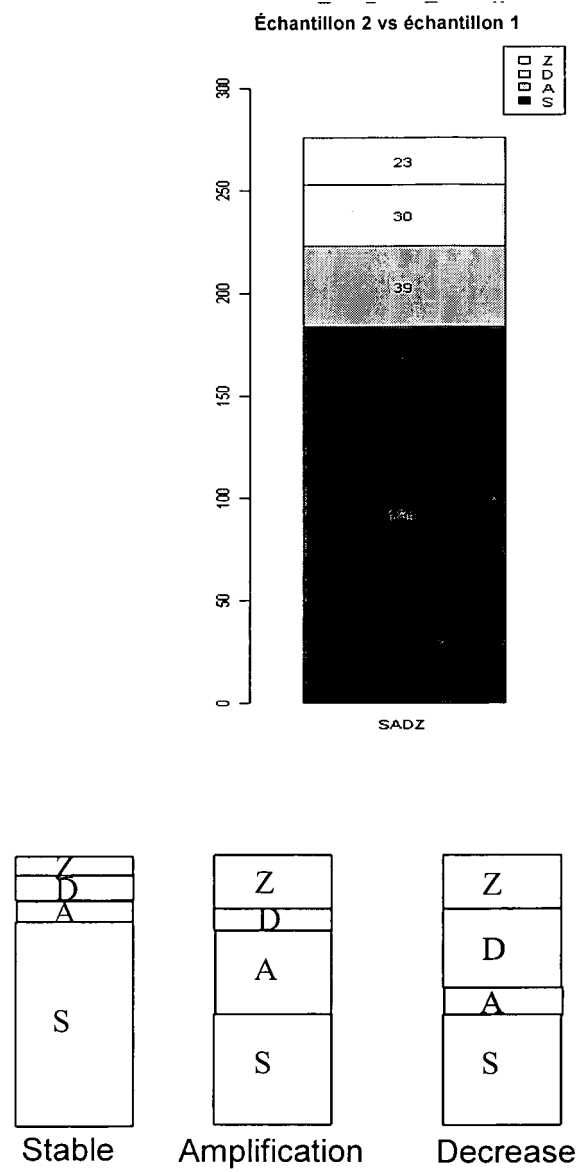 Échantillon 2 vs échantillon 1
Z
D
A
S
300
250
200
150
100
50
0
23
30
39
SADZ
Z
D
A
S
Z
D
A
S
Z
D
A
S
Stable
Amplification
Decrease